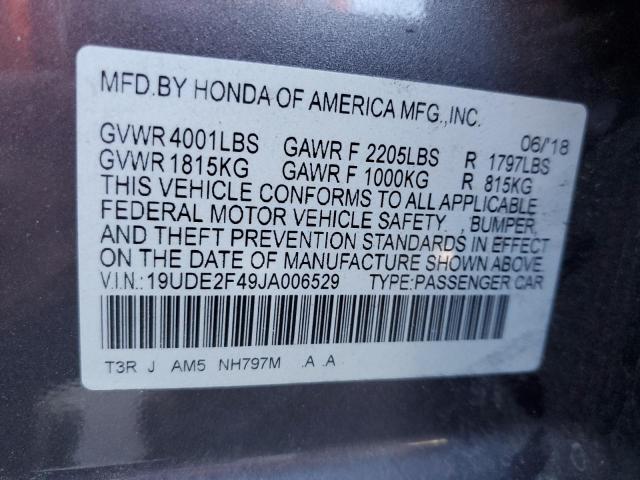 MFD.BY HONDA OF AMERICA MFG.,INC.
06/'18
GVWR 4001LBS GAWR F 2205LBS R 1797LBS
GVWR 1815KG GAWR F 1000KG R 815KG
THIS VEHICLE CONFORMS TO ALL APPLICABLE
FEDERAL MOTOR VEHICLE SAFETY. , BUMPER,
AND THEFT PREVENTION STANDARDS IN EFFECT
ON THE DATE OF MANUFACTURE SHOWN ABOVE.
V.I.N.: 19UDE2F49JA006529 TYPE:PASSENGER CAR
T3R J AM5 NH797M .A .A